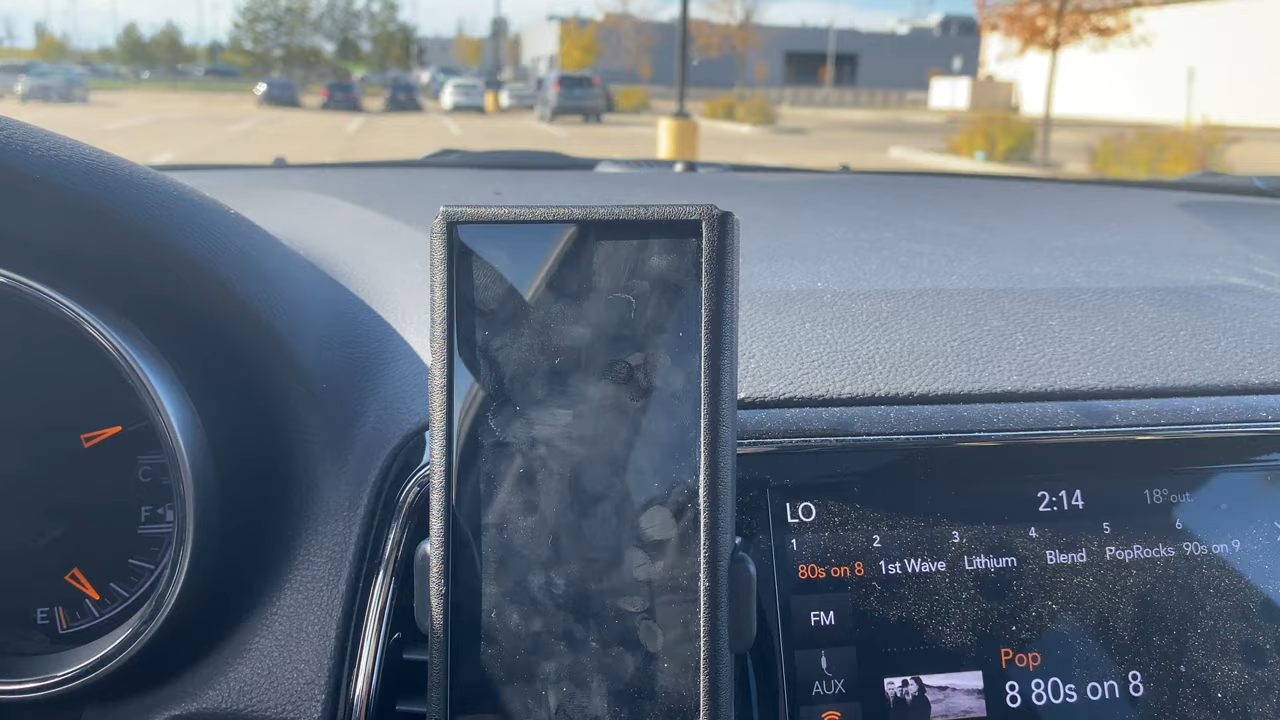 C
F
E
LO
2:14
18° out.
1 2 3 4 5 6
80s on 8 1st Wave Lithium Blend PopRocks 90s on 9
FM
AUX
Pop
8 80s on 8